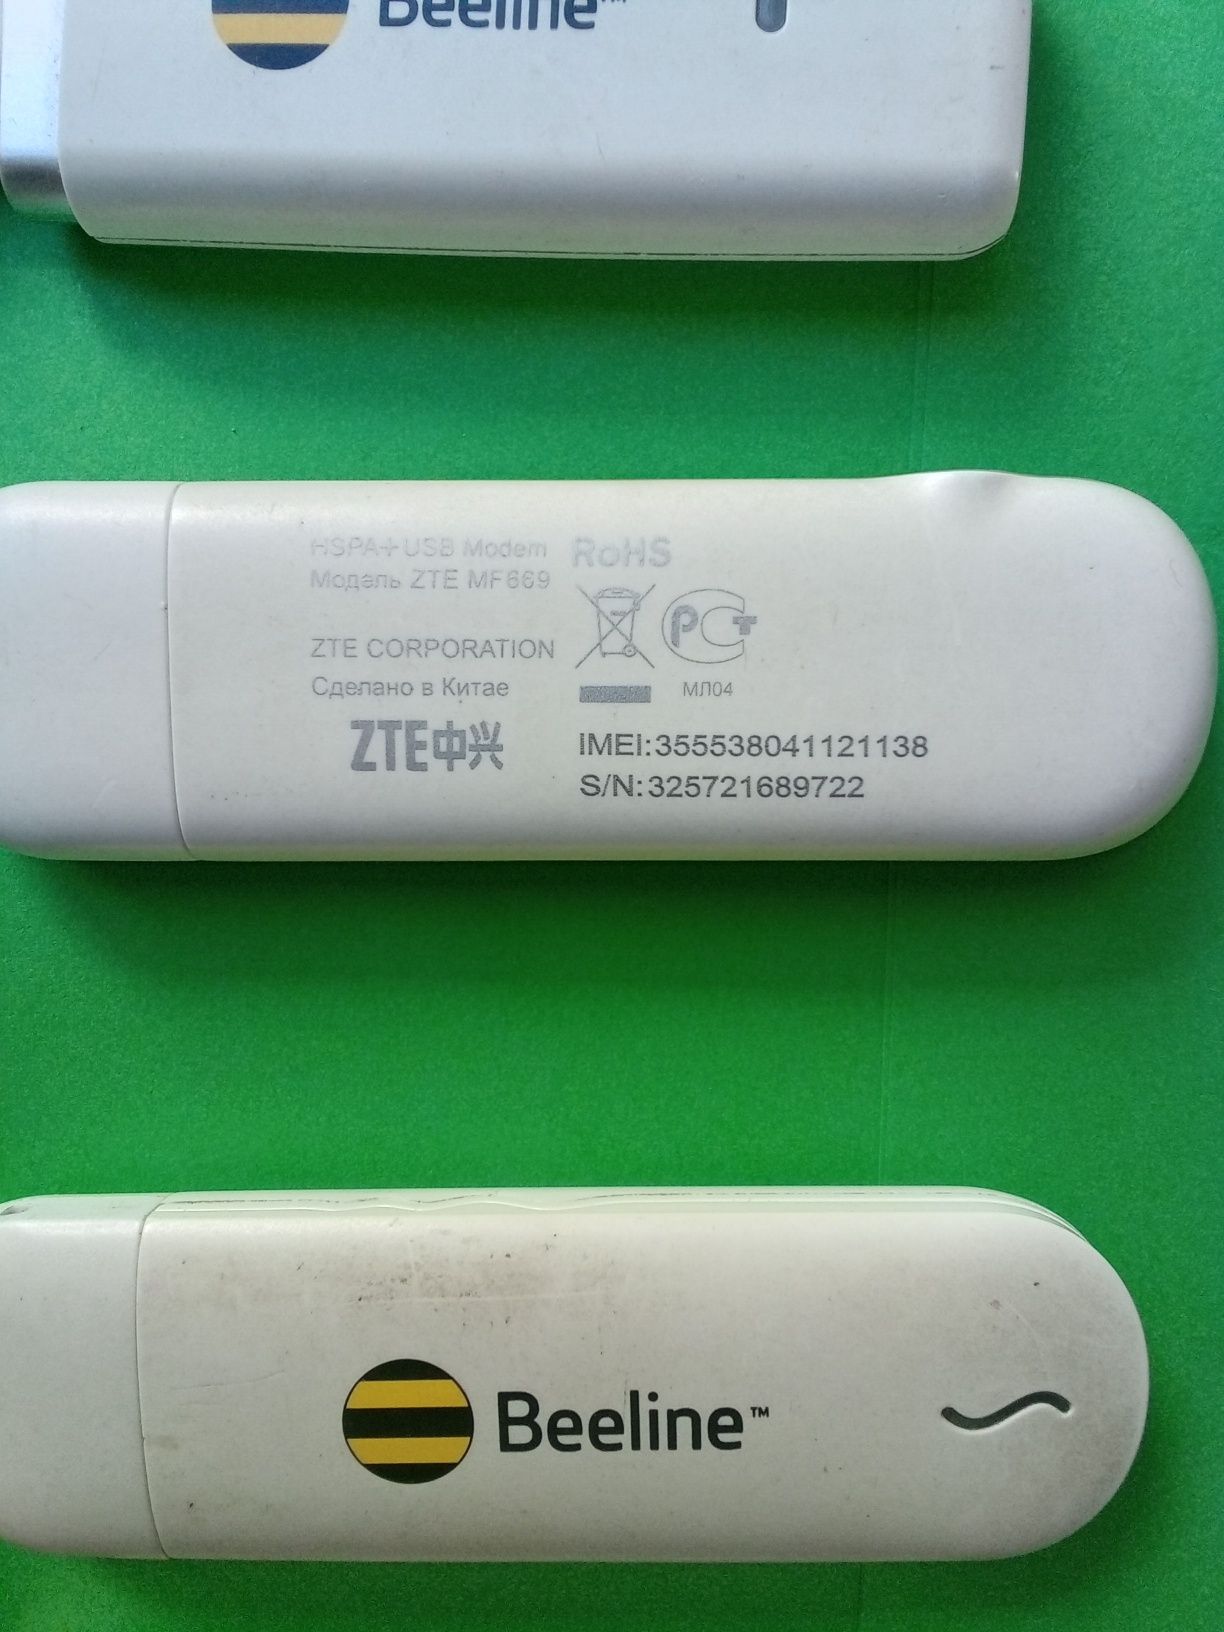 Beeline™
HSPA+ USB Modem
Модель ZTE MF669
RoHS
ZTE CORPORATION
Сделано в Китае
РСТ
МЛ04
ZTE中兴
IMEI:355538041121138
S/N:325721689722
Beeline™